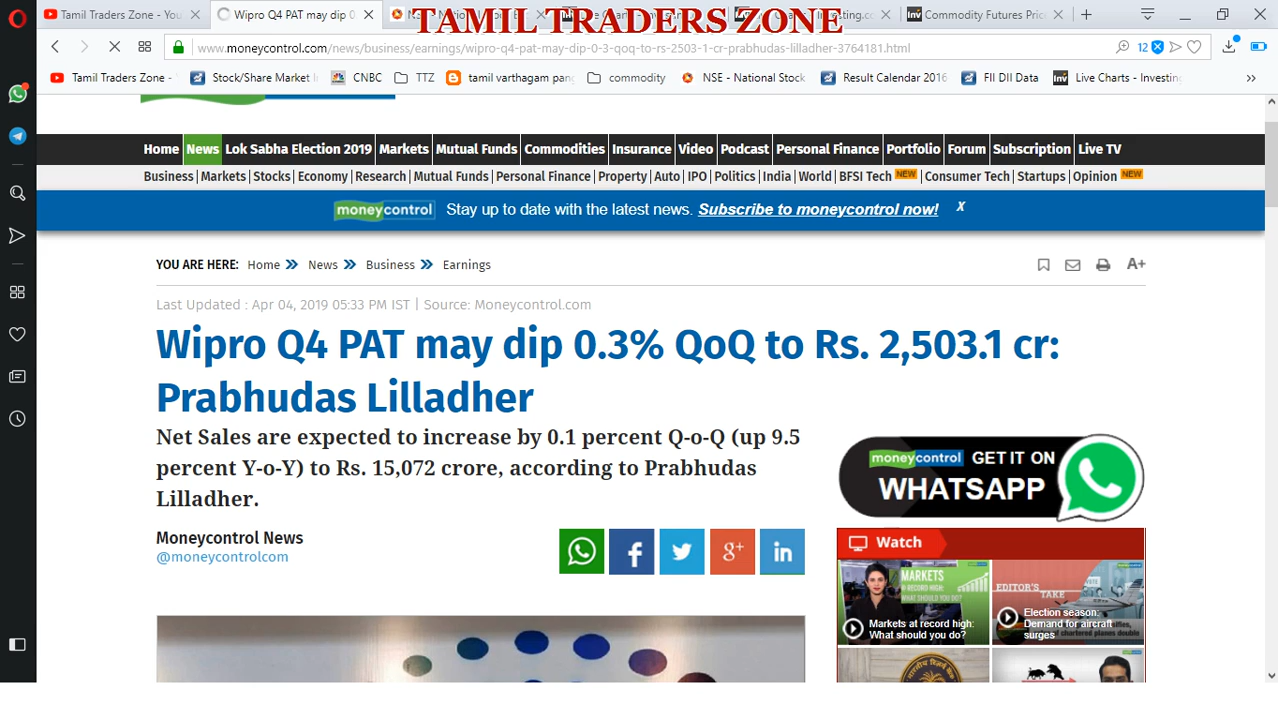 TAMIL TRADERS ZONE
Tamil Traders Zone - You
Wipro Q4 PAT may dip 0
Commodity Futures Pric
www.moneycontrol.com/news/business/earnings/wipro-q4-pat-may-dip-0-3-qoq-to-rs-2503-1-cr-prabhudas-lilladher-3764181.html
12
Tamil Traders Zone - Stock/Share Market CNBC TTZ tamil varthagam pan commodity NSE - National Stock Result Calendar 2016 FII DII Data Live Charts - Investing »
Home News Lok Sabha Election 2019 Markets Mutual Funds Commodities Insurance Video Podcast Personal Finance Portfolio Forum Subscription Live TV
Business | Markets | Stocks | Economy | Research | Mutual Funds | Personal Finance | Property | Auto | IPO | Politics | India | World | BFSI Tech NEW | Consumer Tech | Startups | Opinion NEW
moneycontrol Stay up to date with the latest news. Subscribe to moneycontrol now! X
YOU ARE HERE: Home » News » Business » Earnings A+
Last Updated : Apr 04, 2019 05:33 PM IST | Source: Moneycontrol.com
Wipro Q4 PAT may dip 0.3% QoQ to Rs. 2,503.1 cr:
Prabhudas Lilladher
Net Sales are expected to increase by 0.1 percent Q-o-Q (up 9.5
percent Y-o-Y) to Rs. 15,072 crore, according to Prabhudas
Lilladher.
moneycontrol GET IT ON
WHATSAPP
Moneycontrol News
@moneycontrolcom
f
g+
in
Watch
MARKETS
@ RECORD HIGH:
WHAT SHOULD YOU DO?
Markets at record high:
What should you do?
EDITOR'S
TAKE
VOTE
Election season:
Demand for aircraft
surges